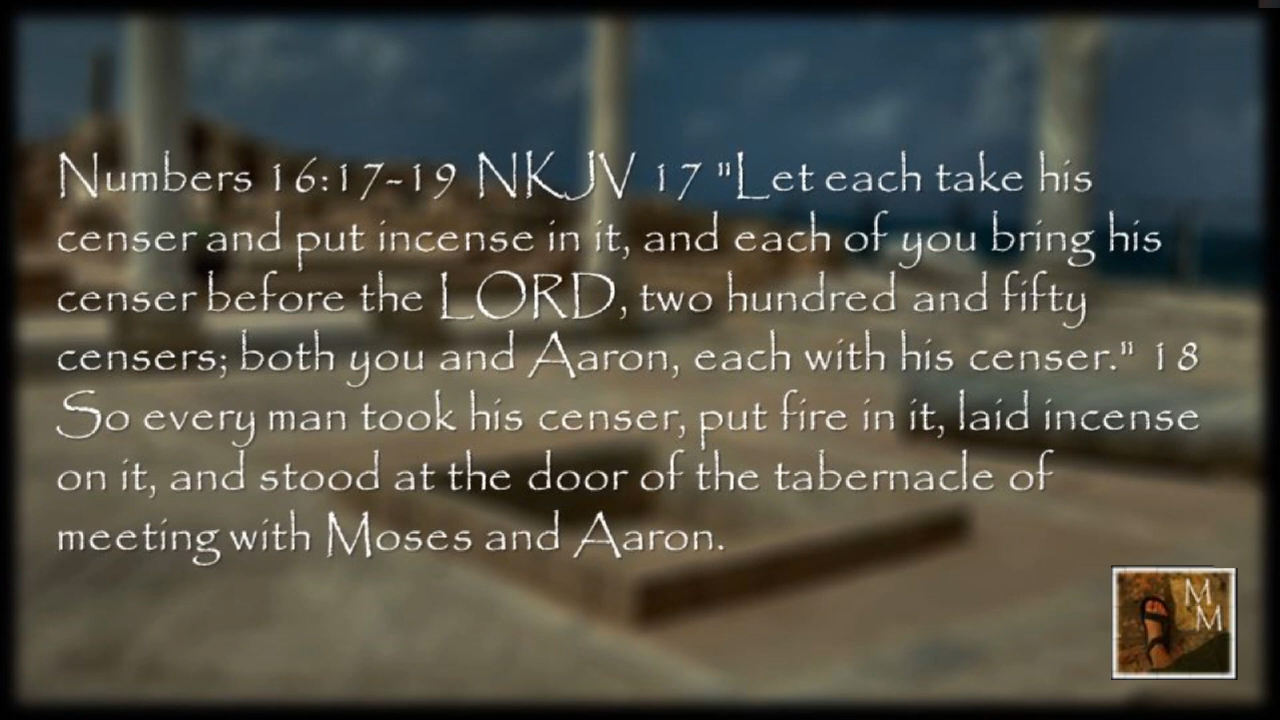 Numbers 16:17-19 NKJV 17 "Let each take his
censer and put incense in it, and each of you bring his
censer before the LORD, two hundred and fifty
censers; both you and Aaron, each with his censer." 18
So every man took his censer, put fire in it, laid incense
on it, and stood at the door of the tabernacle of
meeting with Moses and Aaron.
M
M